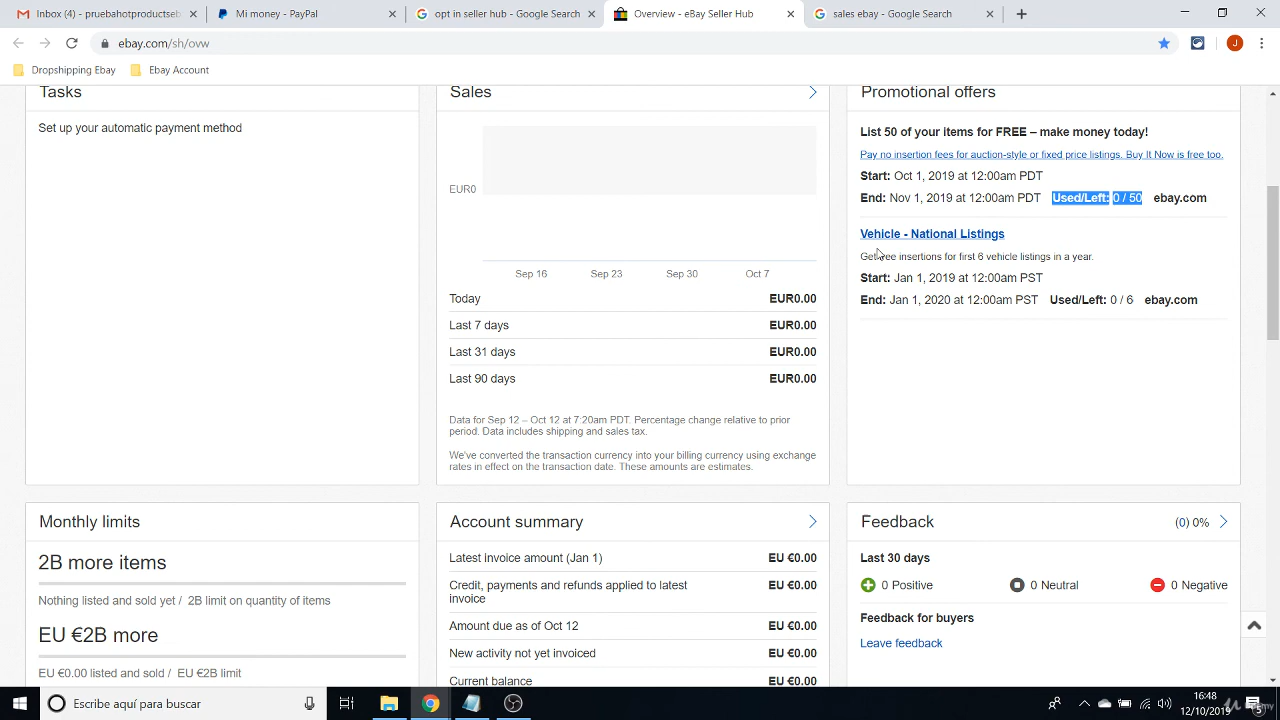 Inbox (4) - pruebabotproductseb
Mi money - PayPal
opt in seller hub - Google Search
Overview - eBay Seller Hub
sales ebay - Google Search
ebay.com/sh/ovw
J
Dropshipping Ebay
Ebay Account
Tasks
Set up your automatic payment method
Sales
EUR0
Sep 16 Sep 23 Sep 30 Oct 7
Today EUR0.00
Last 7 days EUR0.00
Last 31 days EUR0.00
Last 90 days EUR0.00
Data for Sep 12 – Oct 12 at 7:20am PDT. Percentage change relative to prior
period. Data includes shipping and sales tax.
We've converted the transaction currency into your billing currency using exchange
rates in effect on the transaction date. These amounts are estimates.
Promotional offers
List 50 of your items for FREE – make money today!
Pay no insertion fees for auction-style or fixed price listings. Buy It Now is free too.
Start: Oct 1, 2019 at 12:00am PDT
End: Nov 1, 2019 at 12:00am PDT Used/Left: 0 / 50 ebay.com
Vehicle - National Listings
Get free insertions for first 6 vehicle listings in a year.
Start: Jan 1, 2019 at 12:00am PST
End: Jan 1, 2020 at 12:00am PST Used/Left: 0 / 6 ebay.com
Monthly limits
2B more items
Nothing listed and sold yet / 2B limit on quantity of items
EU €2B more
EU €0.00 listed and sold / EU €2B limit
Account summary
Latest invoice amount (Jan 1) EU €0.00
Credit, payments and refunds applied to latest EU €0.00
invoice
Amount due as of Oct 12 EU €0.00
New activity not yet invoiced EU €0.00
Current balance EU €0.00
Feedback (0) 0%
Last 30 days
0 Positive 0 Neutral 0 Negative
Feedback for buyers
Leave feedback
Escribe aquí para buscar
16:48
12/10/2019